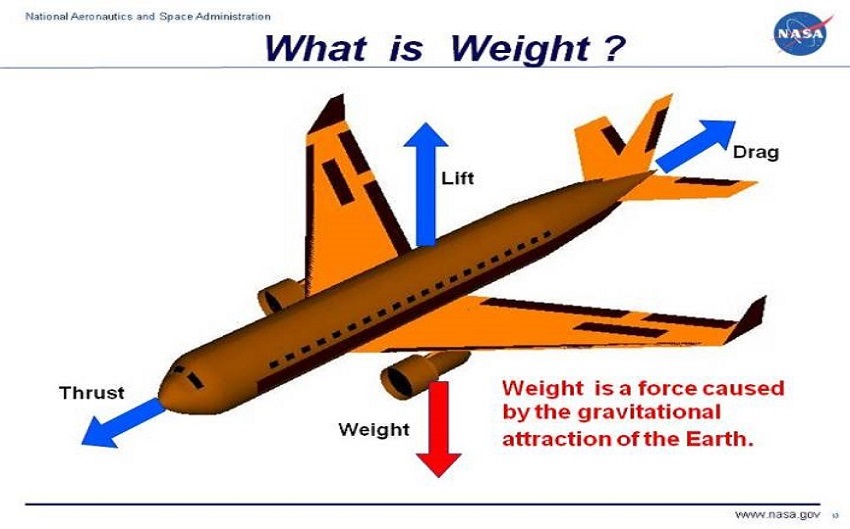 National Aeronautics and Space Administration
What is Weight ?
NASA
Drag
Lift
Thrust
Weight
Weight is a force caused
by the gravitational
attraction of the Earth.
www.nasa.gov